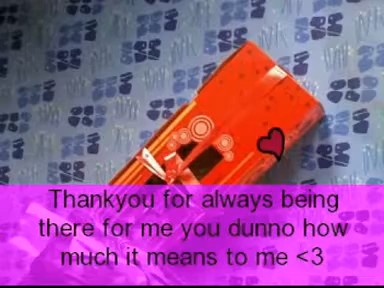 Thankyou for always being
there for me you dunno how
much it means to me <3